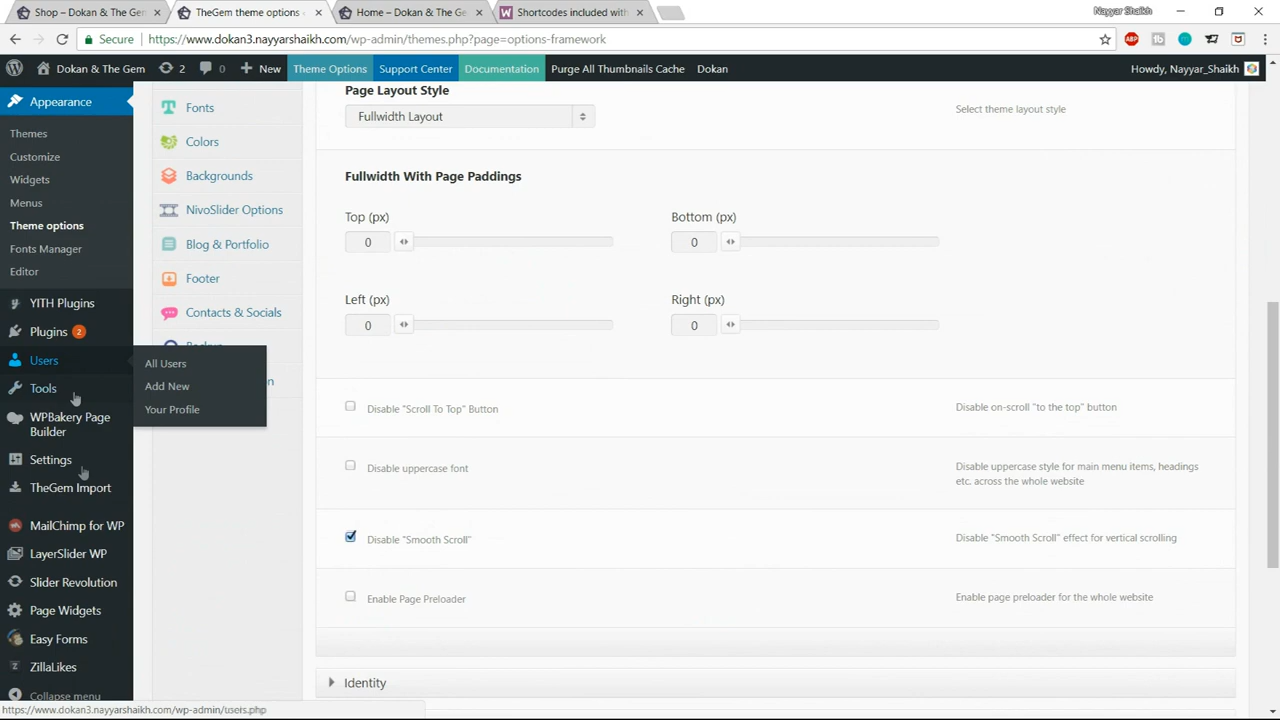 Shop – Dokan & The Gem
TheGem theme options
Home – Dokan & The Gem
Shortcodes included with
Nayyar Shaikh
Secure
https://www.dokan3.nayyarshaikh.com/wp-admin/themes.php?page=options-framework
Dokan & The Gem
2
0
New
Theme Options
Support Center
Documentation
Purge All Thumbnails Cache
Dokan
Howdy, Nayyar_Shaikh
Appearance
Themes
Customize
Widgets
Menus
Theme options
Fonts Manager
Editor
YITH Plugins
Plugins 2
Users
Tools
WPBakery Page
Builder
Settings
TheGem Import
MailChimp for WP
LayerSlider WP
Slider Revolution
Page Widgets
Easy Forms
ZillaLikes
Collapse menu
All Users
Add New
Your Profile
Fonts
Colors
Backgrounds
NivoSlider Options
Blog & Portfolio
Footer
Contacts & Socials
Page Layout Style
Fullwidth Layout
Select theme layout style
Fullwidth With Page Paddings
Top (px)
Bottom (px)
0
0
Left (px)
Right (px)
0
0
Disable "Scroll To Top" Button
Disable on-scroll "to the top" button
Disable uppercase font
Disable uppercase style for main menu items, headings
etc. across the whole website
Disable "Smooth Scroll"
Disable "Smooth Scroll" effect for vertical scrolling
Enable Page Preloader
Enable page preloader for the whole website
Identity
https://www.dokan3.nayyarshaikh.com/wp-admin/users.php